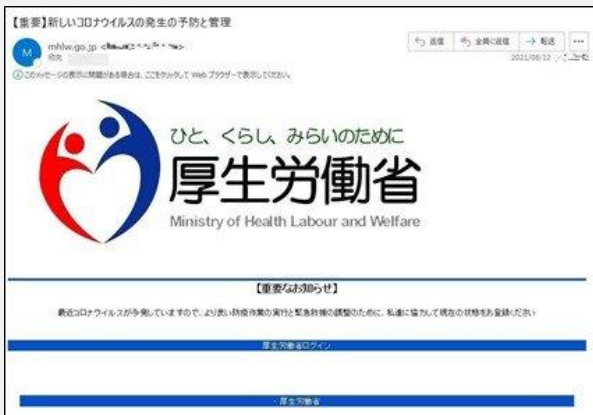 【重要】新しいコロナウイルスの発生の予防と管理
M
mhlw.go.jp
宛先
返信 全員に返信 転送 ...
2021/06/12
このメッセージの表示に問題がある場合は、ここをクリックして Web ブラウザーで表示してください。
ひと、くらし、みらいのために
厚生労働省
Ministry of Health Labour and Welfare
【重要なお知らせ】
最近コロナウイルスが多発していますので、より良い防疫作業の実行と緊急救援の調整のために、私達に協力して現在の状態をお登録ください
厚生労働省ログイン
・厚生労働省